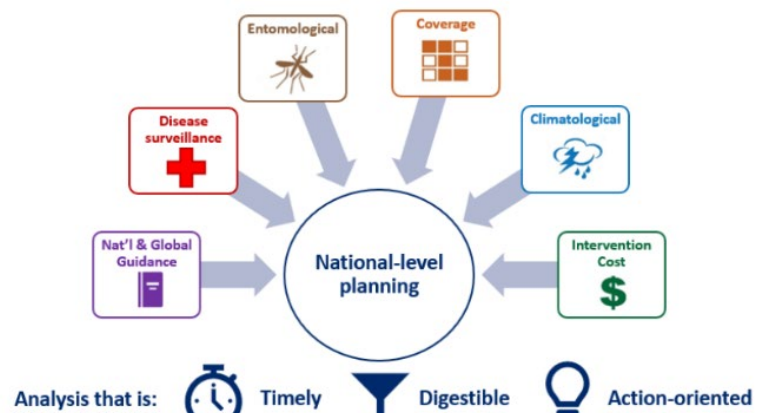 Entomological
Coverage
Disease
surveillance
Climatological
Nat'l & Global
Guidance
Intervention
Cost
$
National-level
planning
Analysis that is:
Timely
Digestible
Action-oriented